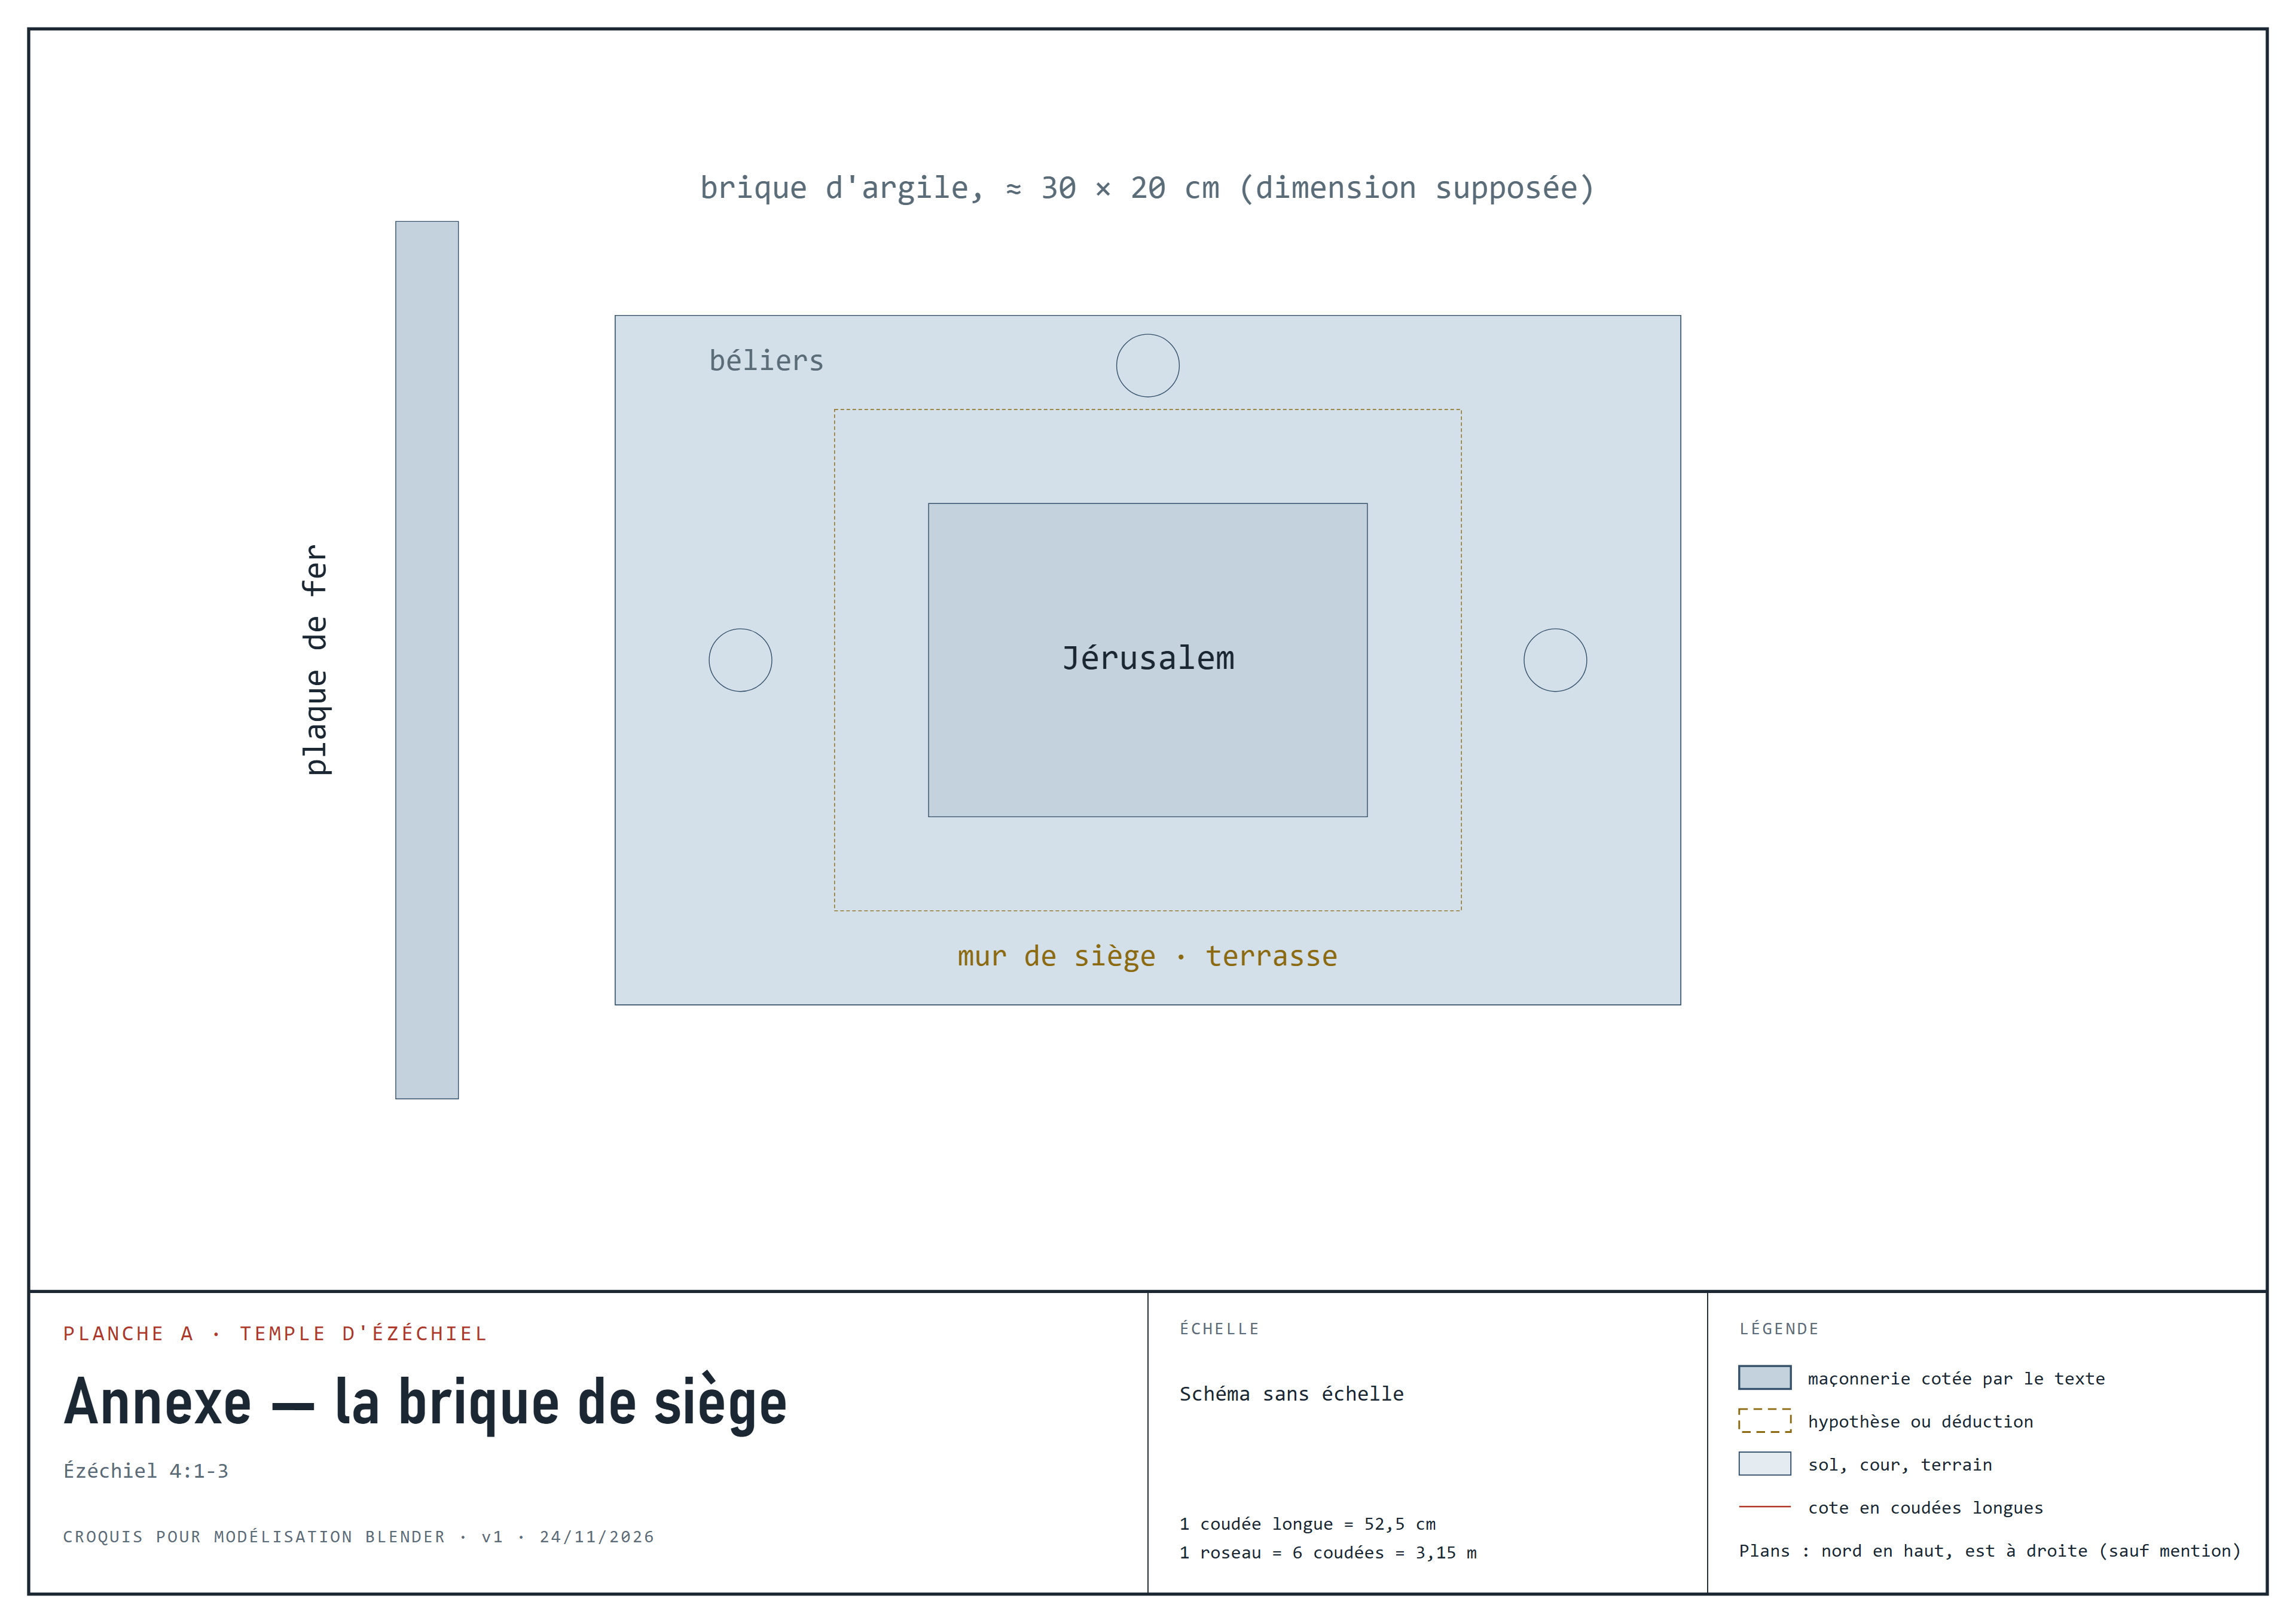 brique d'argile, ≈ 30 × 20 cm (dimension supposée)
béliers
plaque de fer
Jérusalem
mur de siège · terrasse
PLANCHE A · TEMPLE D'ÉZÉCHIEL
Annexe — la brique de siège
Ézéchiel 4:1-3
CROQUIS POUR MODÉLISATION BLENDER · v1 · 24/11/2026
ÉCHELLE
Schéma sans échelle
1 coudée longue = 52,5 cm
1 roseau = 6 coudées = 3,15 m
LÉGENDE
maçonnerie cotée par le texte
hypothèse ou déduction
sol, cour, terrain
cote en coudées longues
Plans : nord en haut, est à droite (sauf mention)